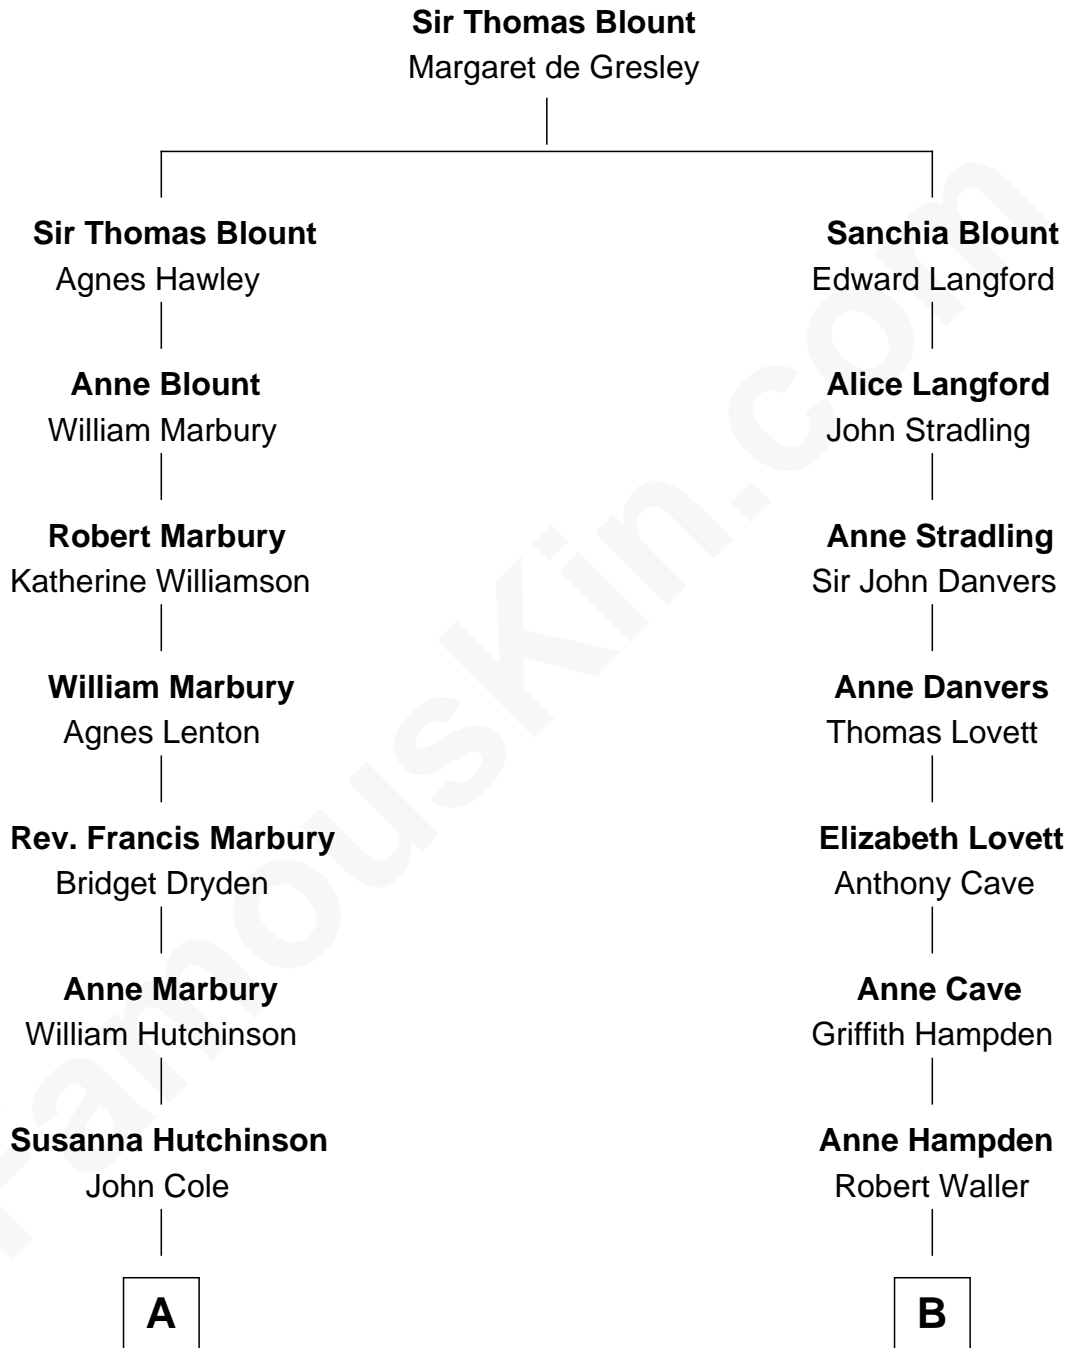 Sir Thomas Blount
Margaret de Gresley
Sir Thomas Blount
Agnes Hawley
Anne Blount
William Marbury
Robert Marbury
Katherine Williamson
William Marbury
Agnes Lenton
Rev. Francis Marbury
Bridget Dryden
Anne Marbury
William Hutchinson
Susanna Hutchinson
John Cole
A
Sanchia Blount
Edward Langford
Alice Langford
John Stradling
Anne Stradling
Sir John Danvers
Anne Danvers
Thomas Lovett
Elizabeth Lovett
Anthony Cave
Anne Cave
Griffith Hampden
Anne Hampden
Robert Waller
B
FamousKin.com